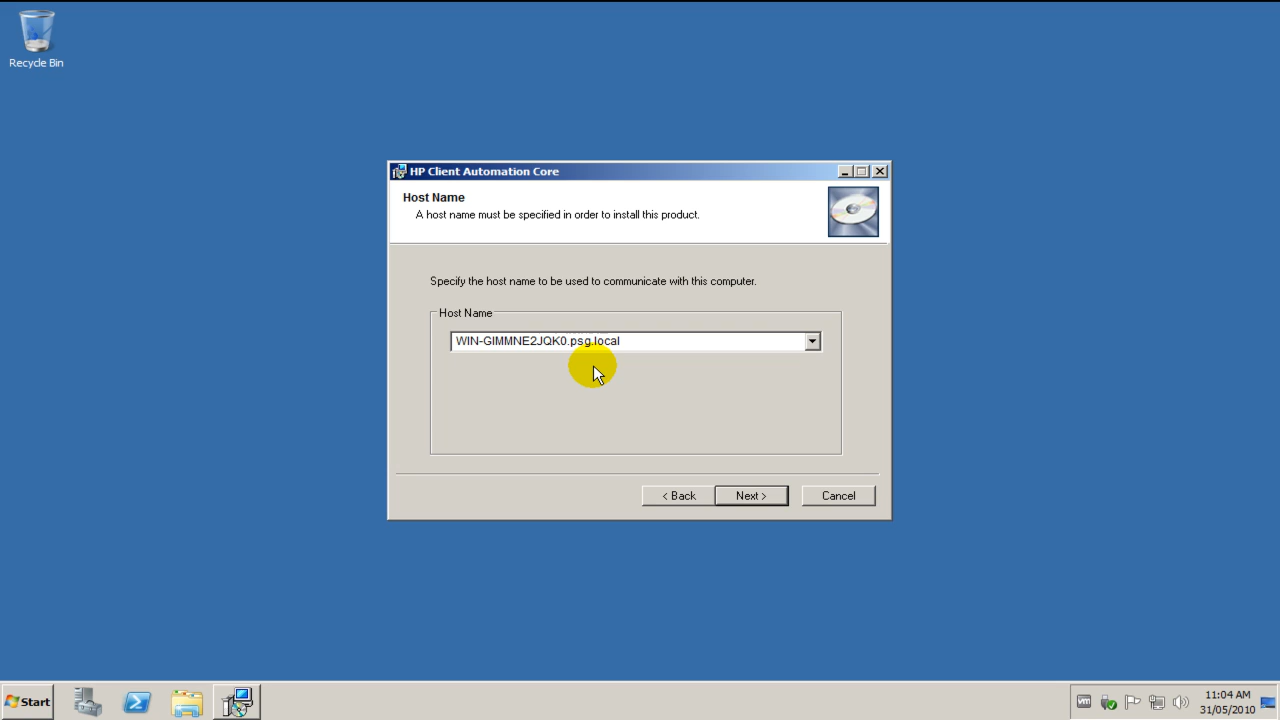 Recycle Bin
HP Client Automation Core
Host Name
A host name must be specified in order to install this product.
Specify the host name to be used to communicate with this computer.
Host Name
WIN-GIMMNE2JQK0.psg.local
< Back
Next >
Cancel
Start
11:04 AM
31/05/2010